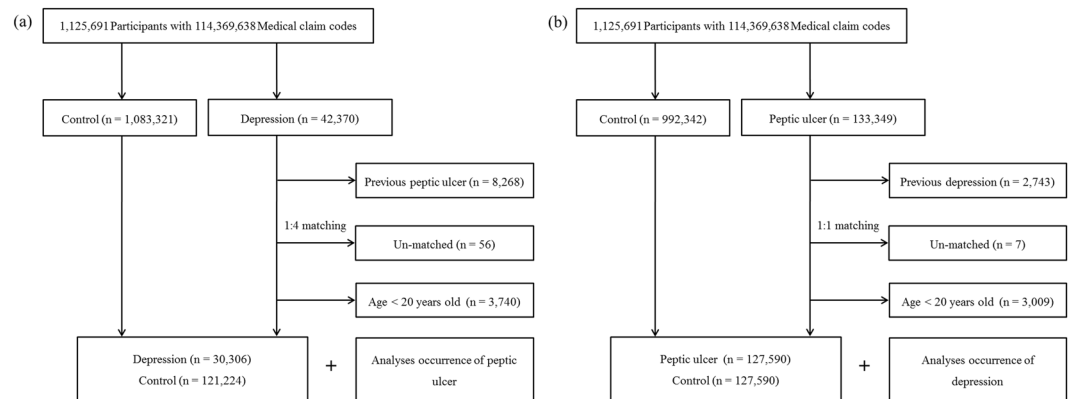 (a)
1,125,691 Participants with 114,369,638 Medical claim codes
Control (n = 1,083,321)
Depression (n = 42,370)
Previous peptic ulcer (n = 8,268)
1:4 matching
Un-matched (n = 56)
Age < 20 years old (n = 3,740)
Depression (n = 30,306)
Control (n = 121,224)
+
Analyses occurrence of peptic
ulcer
(b)
1,125,691 Participants with 114,369,638 Medical claim codes
Control (n = 992,342)
Peptic ulcer (n = 133,349)
Previous depression (n = 2,743)
1:1 matching
Un-matched (n = 7)
Age < 20 years old (n = 3,009)
Peptic ulcer (n = 127,590)
Control (n = 127,590)
+
Analyses occurrence of
depression